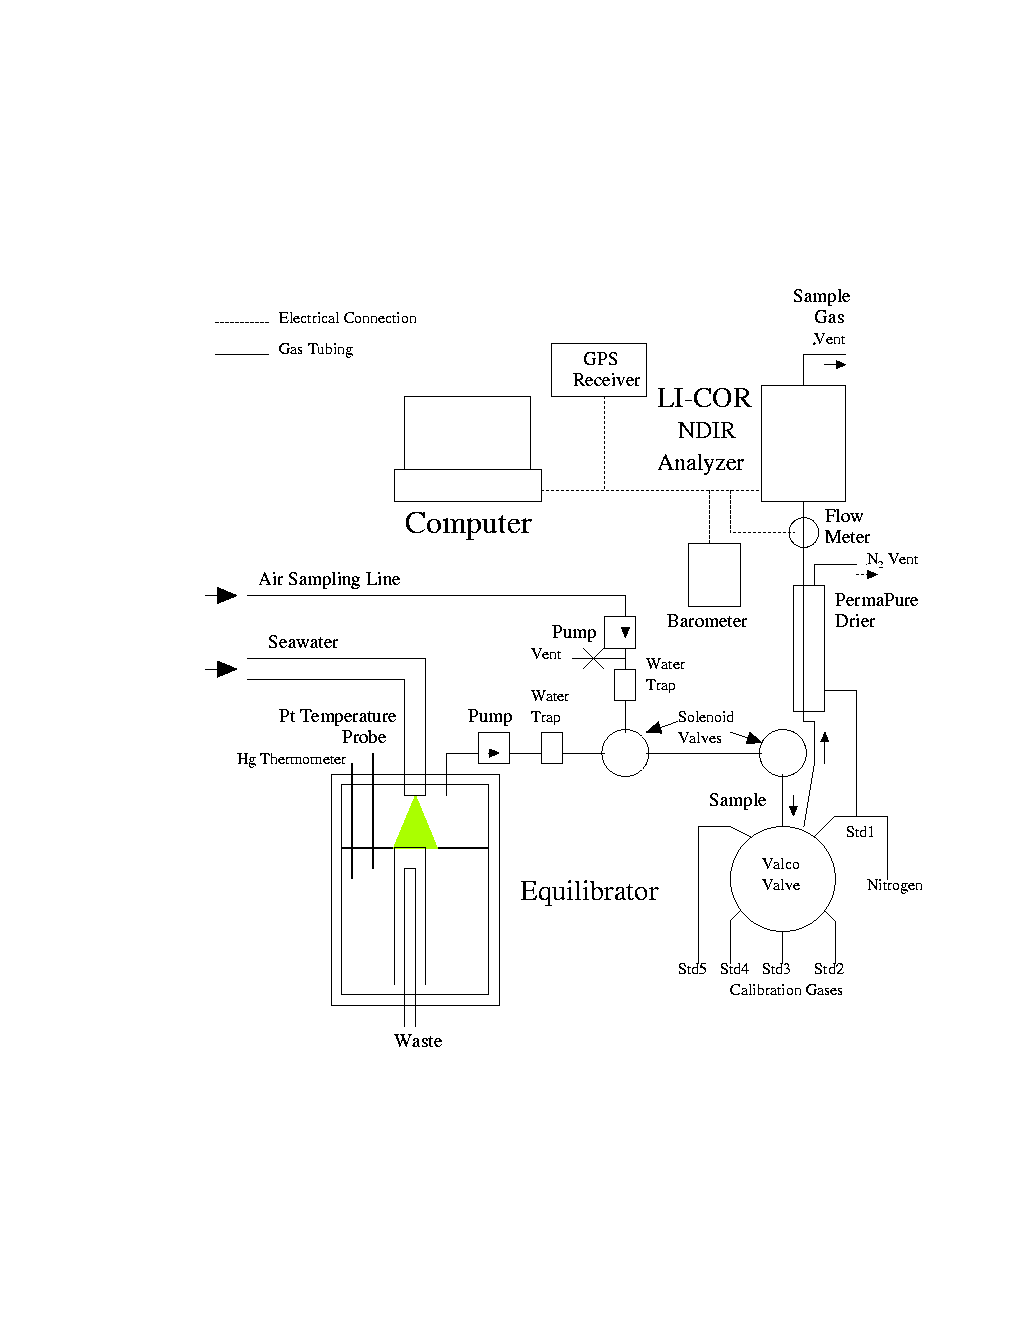 Sample
Gas
Vent
Electrical Connection
Gas Tubing
GPS
Receiver
LI-COR
NDIR
Analyzer
Computer
Flow
Meter
N2 Vent
Air Sampling Line
PermaPure
Drier
Barometer
Pump
Vent
Seawater
Water
Trap
Water
Trap
Pt Temperature
Probe
Pump
Solenoid
Valves
Hg Thermometer
Sample
Std1
Valco
Valve
Nitrogen
Equilibrator
Std5
Std4
Std3
Std2
Calibration Gases
Waste